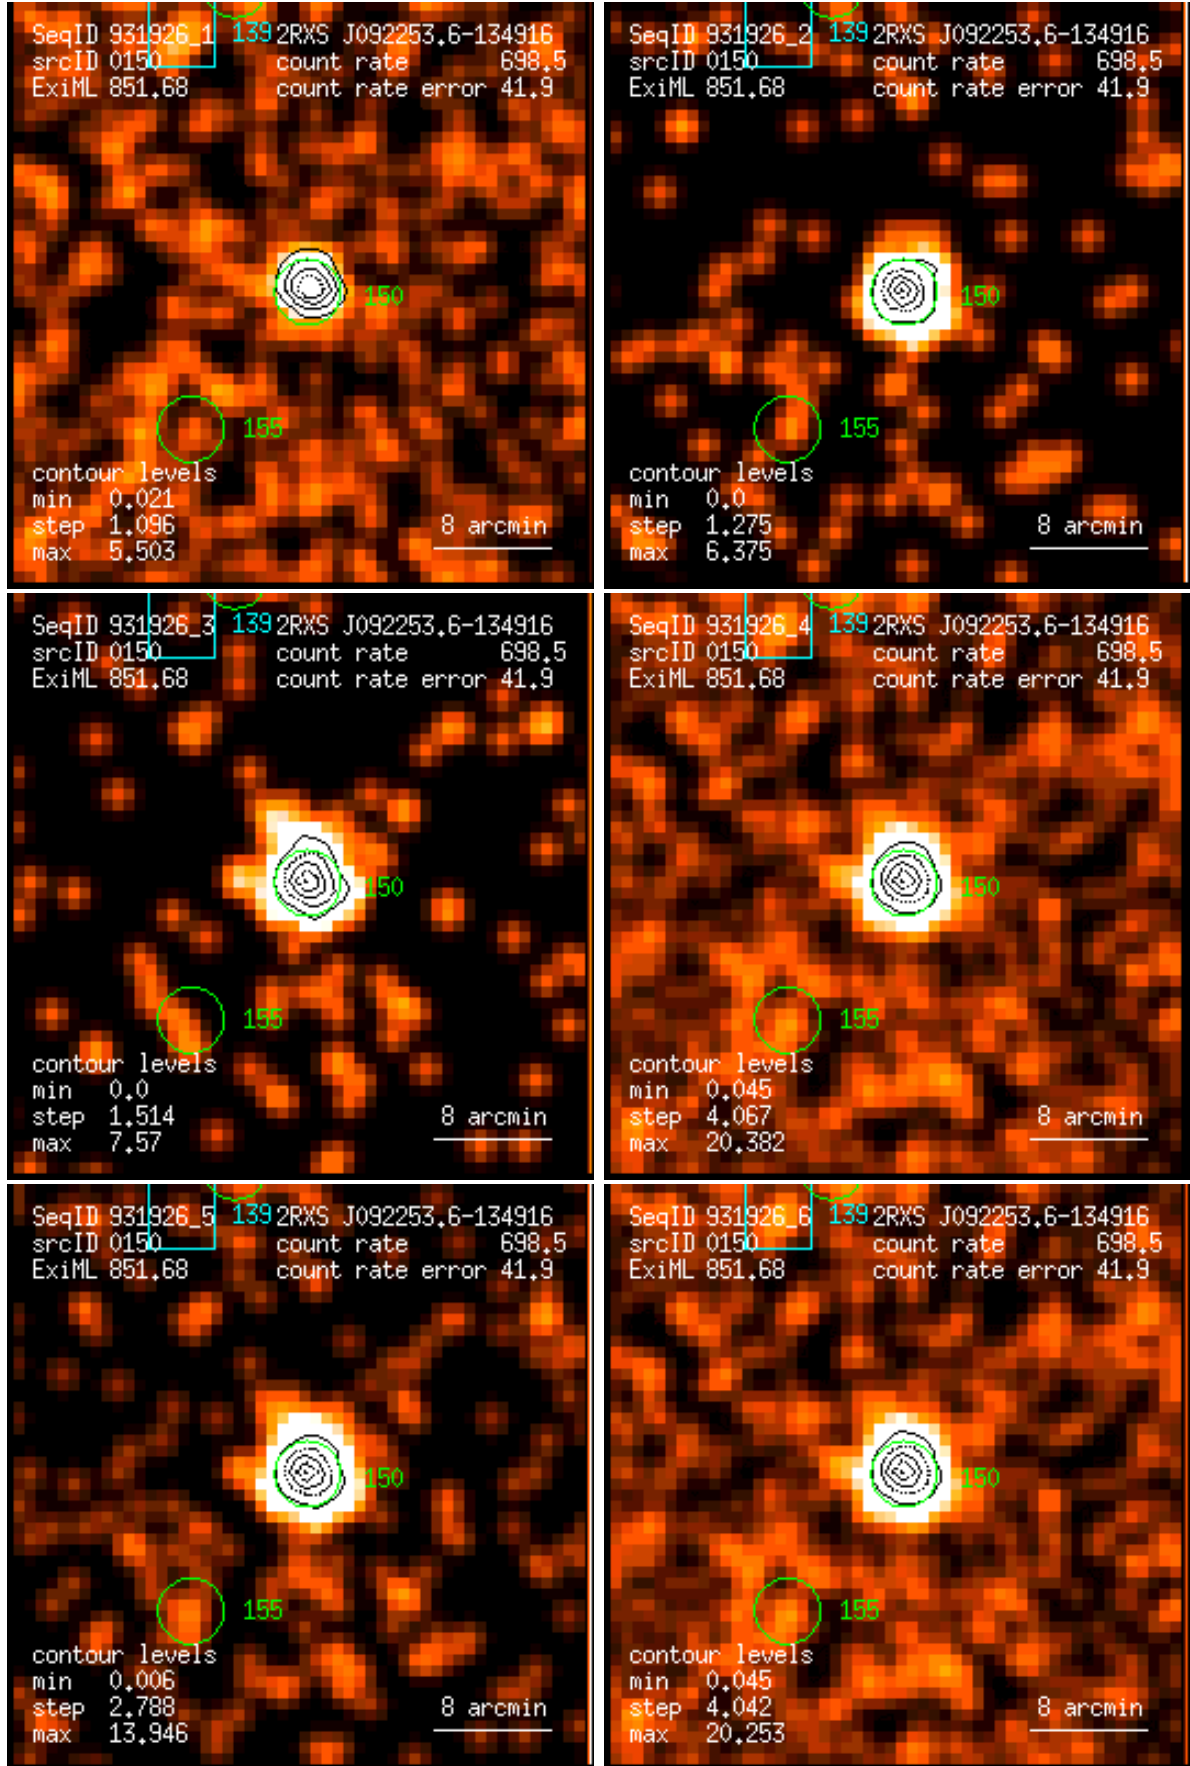 SeqID 931926_1 139 2RXS J092253.6-134916
srcID 0150 count rate 698.5
ExiML 851.68 count rate error 41.9
150
155
contour levels
min 0.021
step 1.096 8 arcmin
max 5.503
SeqID 931926_2 139 2RXS J092253.6-134916
srcID 0150 count rate 698.5
ExiML 851.68 count rate error 41.9
150
155
contour levels
min 0.0
step 1.275 8 arcmin
max 6.375
SeqID 931926_3 139 2RXS J092253.6-134916
srcID 0150 count rate 698.5
ExiML 851.68 count rate error 41.9
150
155
contour levels
min 0.0
step 1.514 8 arcmin
max 7.57
SeqID 931926_4 139 2RXS J092253.6-134916
srcID 0150 count rate 698.5
ExiML 851.68 count rate error 41.9
150
155
contour levels
min 0.045
step 4.067 8 arcmin
max 20.382
SeqID 931926_5 139 2RXS J092253.6-134916
srcID 0150 count rate 698.5
ExiML 851.68 count rate error 41.9
150
155
contour levels
min 0.006
step 2.788 8 arcmin
max 13.946
SeqID 931926_6 139 2RXS J092253.6-134916
srcID 0150 count rate 698.5
ExiML 851.68 count rate error 41.9
150
155
contour levels
min 0.045
step 4.042 8 arcmin
max 20.253